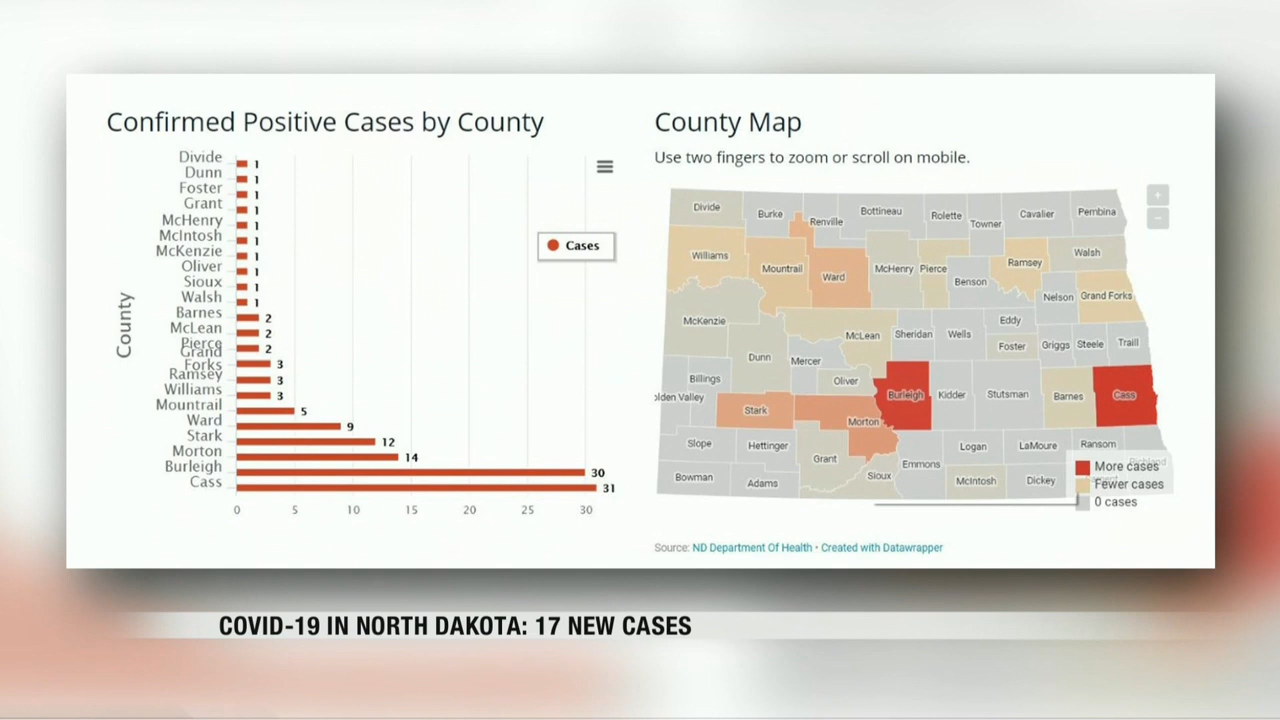 Confirmed Positive Cases by County
County
Divide 1
Dunn 1
Foster 1
Grant 1
McHenry 1
McIntosh 1
McKenzie 1
Oliver 1
Sioux 1
Walsh 1
Barnes 2
McLean 2
Pierce 2
Grand
Forks 3
Ramsey 3
Williams 3
Mountrail 5
Ward 9
Stark 12
Morton 14
Burleigh 30
Cass 31
0 5 10 15 20 25 30
Cases
County Map
Use two fingers to zoom or scroll on mobile.
+
−
Divide Burke Renville Bottineau Rolette Towner Cavalier Pembina
Williams Mountrail Ward McHenry Pierce Benson Ramsey Walsh
Nelson Grand Forks
McKenzie Dunn Mercer McLean Sheridan Wells Eddy Foster Griggs Steele Traill
Billings Oliver
olden Valley Stark Morton Burleigh Kidder Stutsman Barnes Cass
Slope Hettinger Grant Sioux Emmons Logan LaMoure Ransom Richland
Bowman Adams McIntosh Dickey
More cases
Fewer cases
0 cases
Source: ND Department Of Health • Created with Datawrapper
COVID-19 IN NORTH DAKOTA: 17 NEW CASES